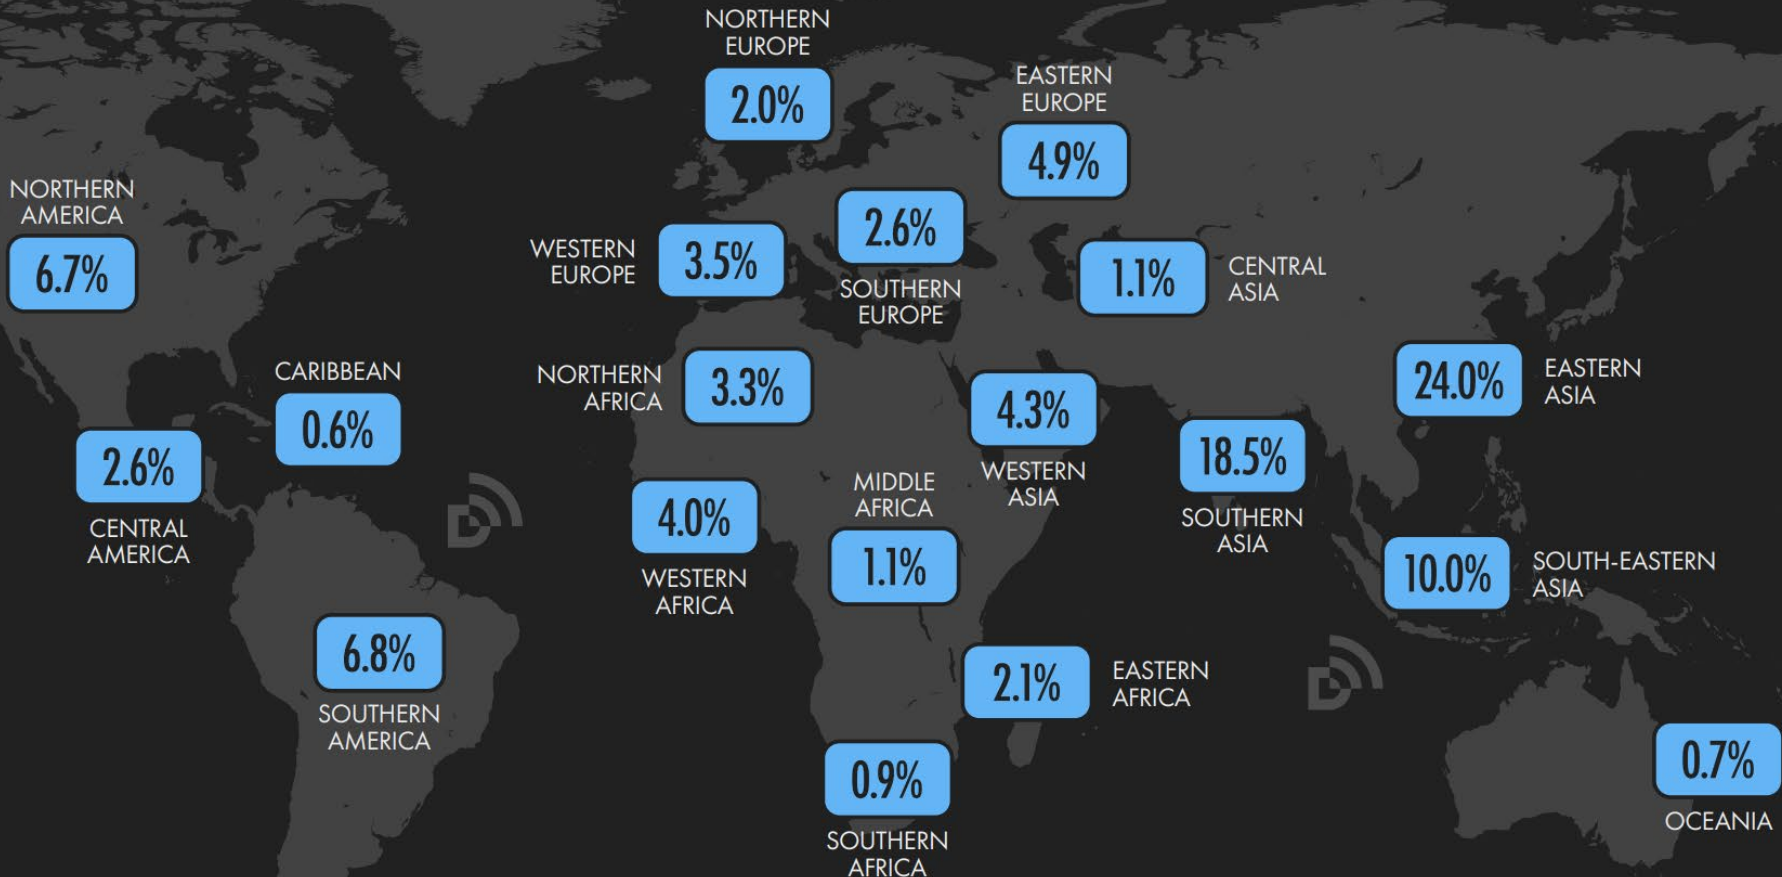 NORTHERN
EUROPE
2.0%
EASTERN
EUROPE
4.9%
NORTHERN
AMERICA
6.7%
WESTERN
EUROPE
3.5%
2.6%
SOUTHERN
EUROPE
1.1%
CENTRAL
ASIA
CARIBBEAN
0.6%
NORTHERN
AFRICA
3.3%
4.3%
WESTERN
ASIA
24.0%
EASTERN
ASIA
2.6%
CENTRAL
AMERICA
18.5%
SOUTHERN
ASIA
4.0%
WESTERN
AFRICA
MIDDLE
AFRICA
1.1%
10.0%
SOUTH-EASTERN
ASIA
6.8%
SOUTHERN
AMERICA
2.1%
EASTERN
AFRICA
0.9%
SOUTHERN
AFRICA
0.7%
OCEANIA